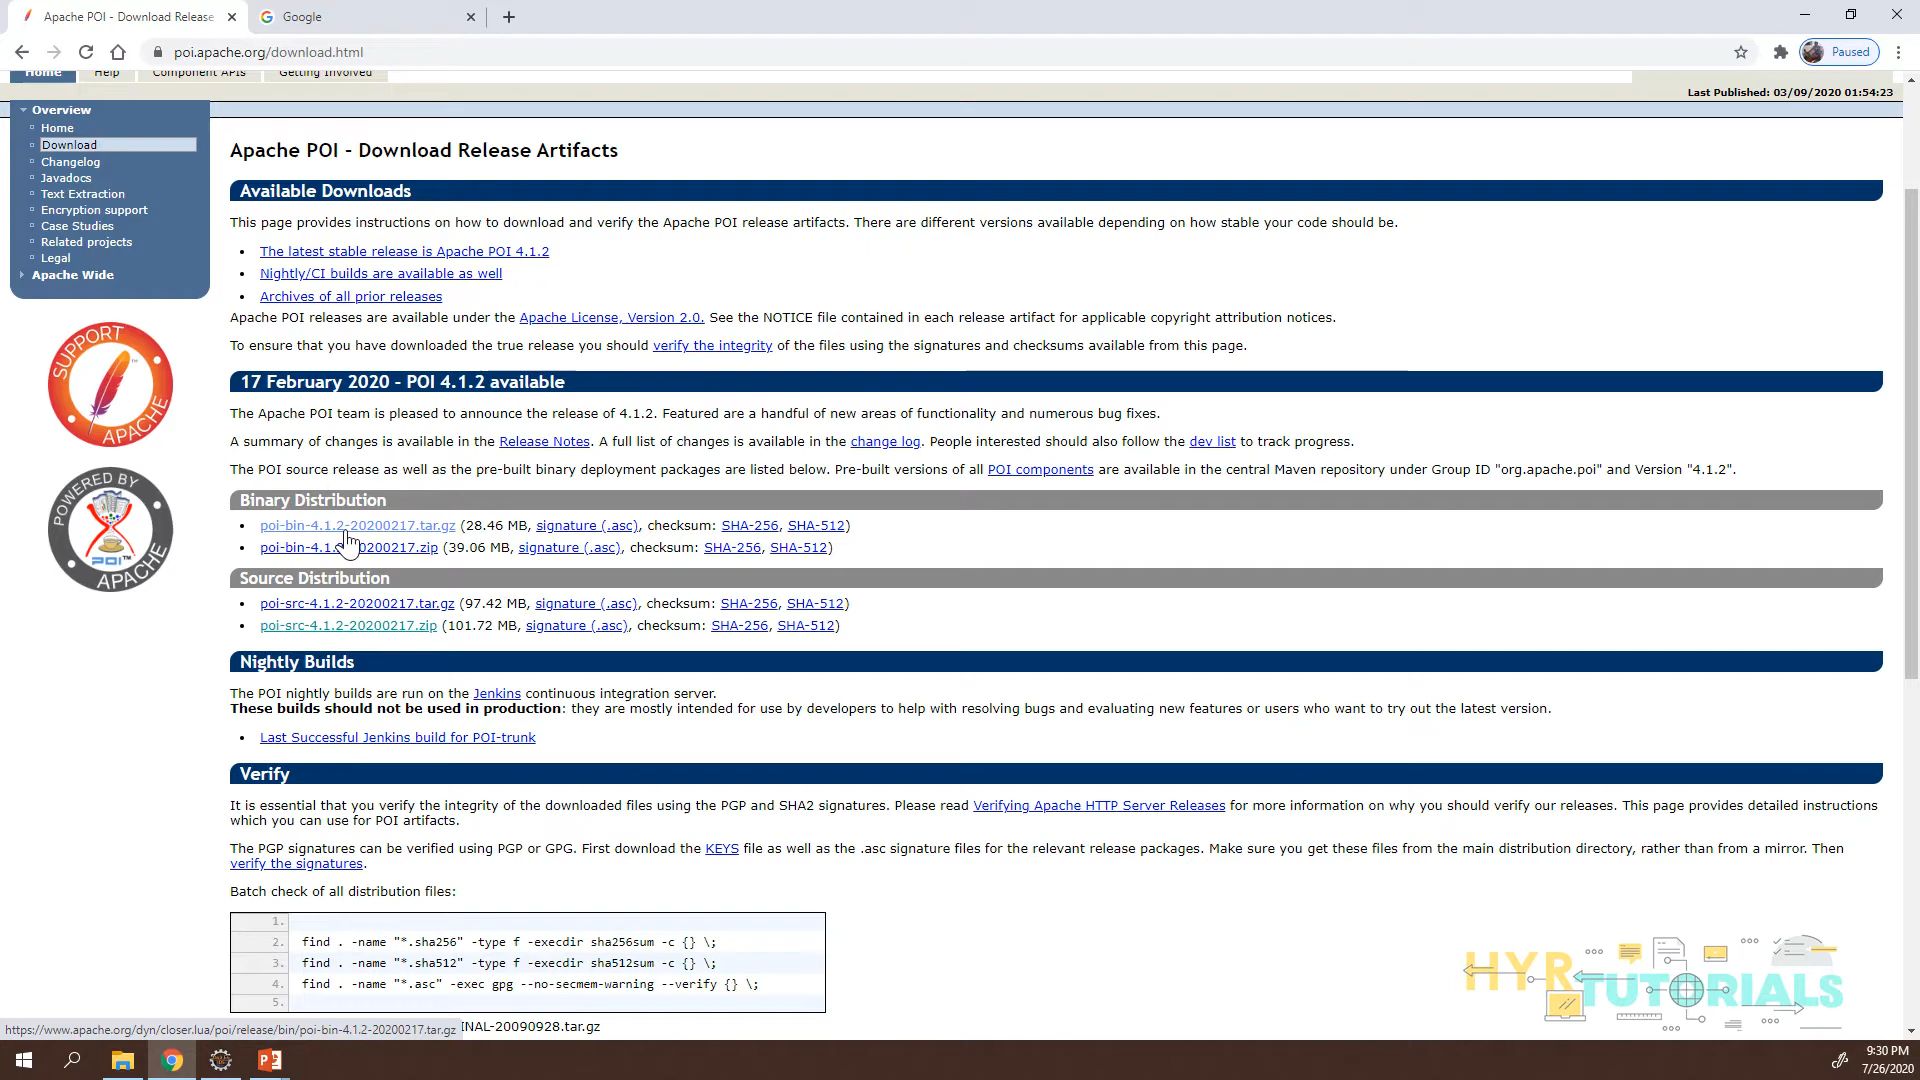 Apache POI - Download Release
Google
poi.apache.org/download.html
Paused
Home Help Component APIs Getting Involved
Last Published: 03/09/2020 01:54:23
Overview
Home
Download
Changelog
Javadocs
Text Extraction
Encryption support
Case Studies
Related projects
Legal
Apache Wide
SUPPORT APACHE
POWERED BY POI APACHE
Apache POI - Download Release Artifacts
Available Downloads
This page provides instructions on how to download and verify the Apache POI release artifacts. There are different versions available depending on how stable your code should be.
The latest stable release is Apache POI 4.1.2
Nightly/CI builds are available as well
Archives of all prior releases
Apache POI releases are available under the Apache License, Version 2.0. See the NOTICE file contained in each release artifact for applicable copyright attribution notices.
To ensure that you have downloaded the true release you should verify the integrity of the files using the signatures and checksums available from this page.
17 February 2020 - POI 4.1.2 available
The Apache POI team is pleased to announce the release of 4.1.2. Featured are a handful of new areas of functionality and numerous bug fixes.
A summary of changes is available in the Release Notes. A full list of changes is available in the change log. People interested should also follow the dev list to track progress.
The POI source release as well as the pre-built binary deployment packages are listed below. Pre-built versions of all POI components are available in the central Maven repository under Group ID "org.apache.poi" and Version "4.1.2".
Binary Distribution
poi-bin-4.1.2-20200217.tar.gz (28.46 MB, signature (.asc), checksum: SHA-256, SHA-512)
poi-bin-4.1. 0200217.zip (39.06 MB, signature (.asc), checksum: SHA-256, SHA-512)
Source Distribution
poi-src-4.1.2-20200217.tar.gz (97.42 MB, signature (.asc), checksum: SHA-256, SHA-512)
poi-src-4.1.2-20200217.zip (101.72 MB, signature (.asc), checksum: SHA-256, SHA-512)
Nightly Builds
The POI nightly builds are run on the Jenkins continuous integration server.
These builds should not be used in production: they are mostly intended for use by developers to help with resolving bugs and evaluating new features or users who want to try out the latest version.
Last Successful Jenkins build for POI-trunk
Verify
It is essential that you verify the integrity of the downloaded files using the PGP and SHA2 signatures. Please read Verifying Apache HTTP Server Releases for more information on why you should verify our releases. This page provides detailed instructions
which you can use for POI artifacts.
The PGP signatures can be verified using PGP or GPG. First download the KEYS file as well as the .asc signature files for the relevant release packages. Make sure you get these files from the main distribution directory, rather than from a mirror. Then
verify the signatures.
Batch check of all distribution files:
1.
2. find . -name "*.sha256" -type f -execdir sha256sum -c {} \;
3. find . -name "*.sha512" -type f -execdir sha512sum -c {} \;
4. find . -name "*.asc" -exec gpg --no-secmem-warning --verify {} \;
5.
https://www.apache.org/dyn/closer.lua/poi/release/bin/poi-bin-4.1.2-20200217.tar.gz INAL-20090928.tar.gz
HYR TUTORIALS
9:30 PM
7/26/2020